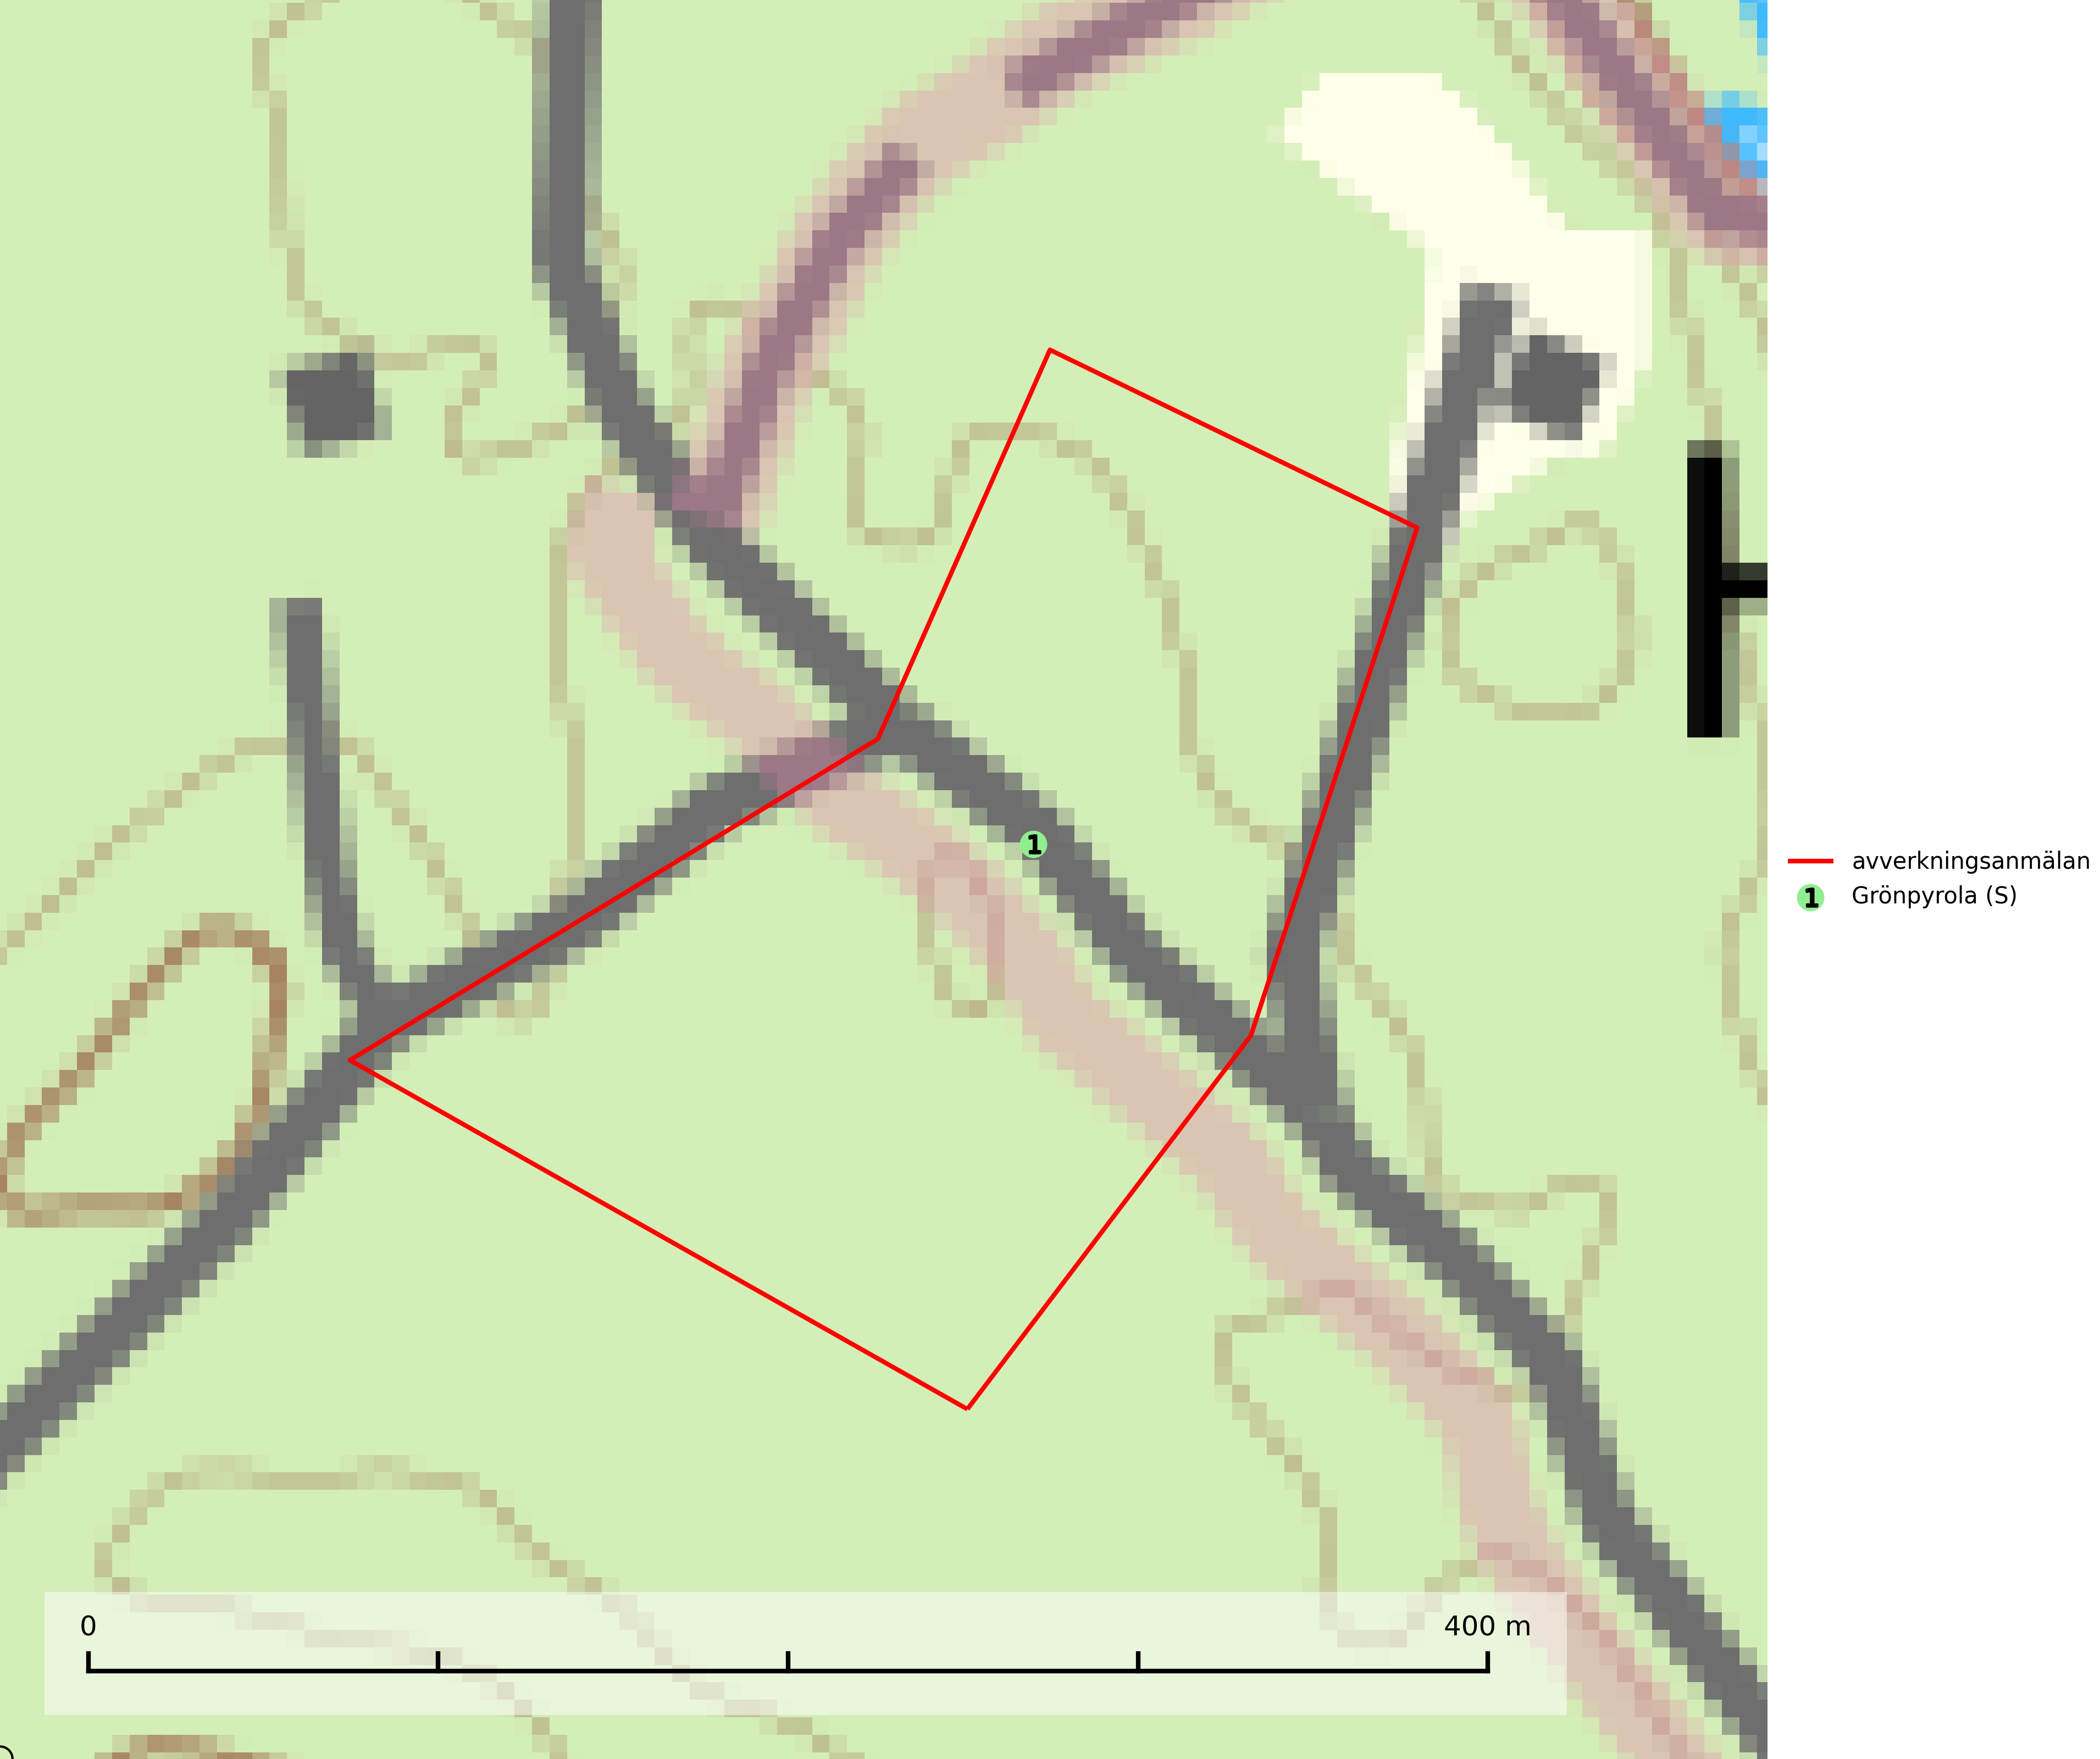 1
avverkningsanmälan
1 Grönpyrola (S)
0 400 m